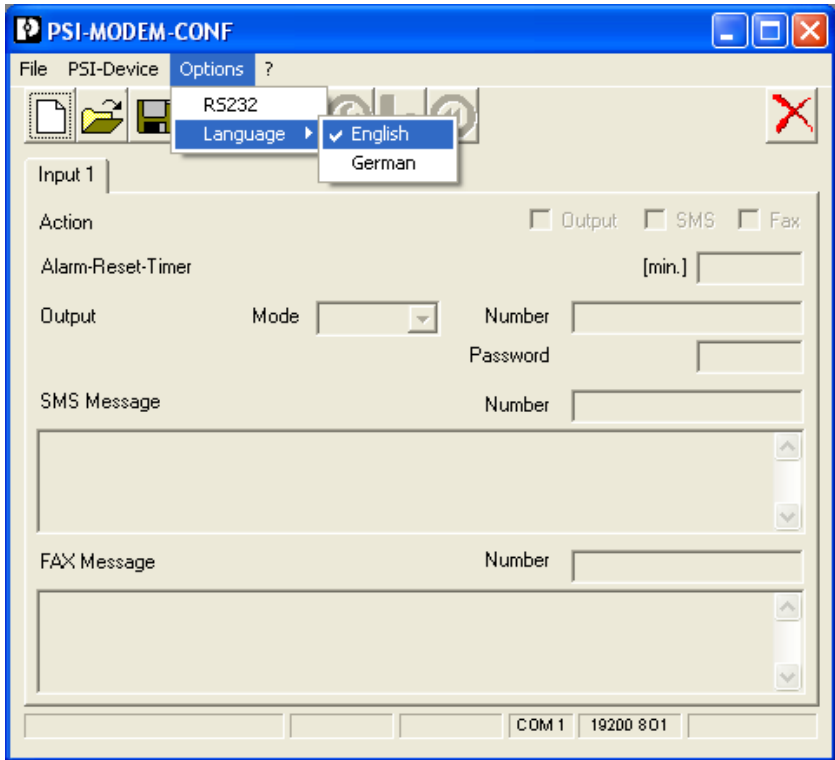 PSI-MODEM-CONF
File PSI-Device Options ?
RS232
Language English
German
Input 1
Action Output SMS Fax
Alarm-Reset-Timer [min.]
Output Mode Number
Password
SMS Message Number
FAX Message Number
COM 1 19200 8O1